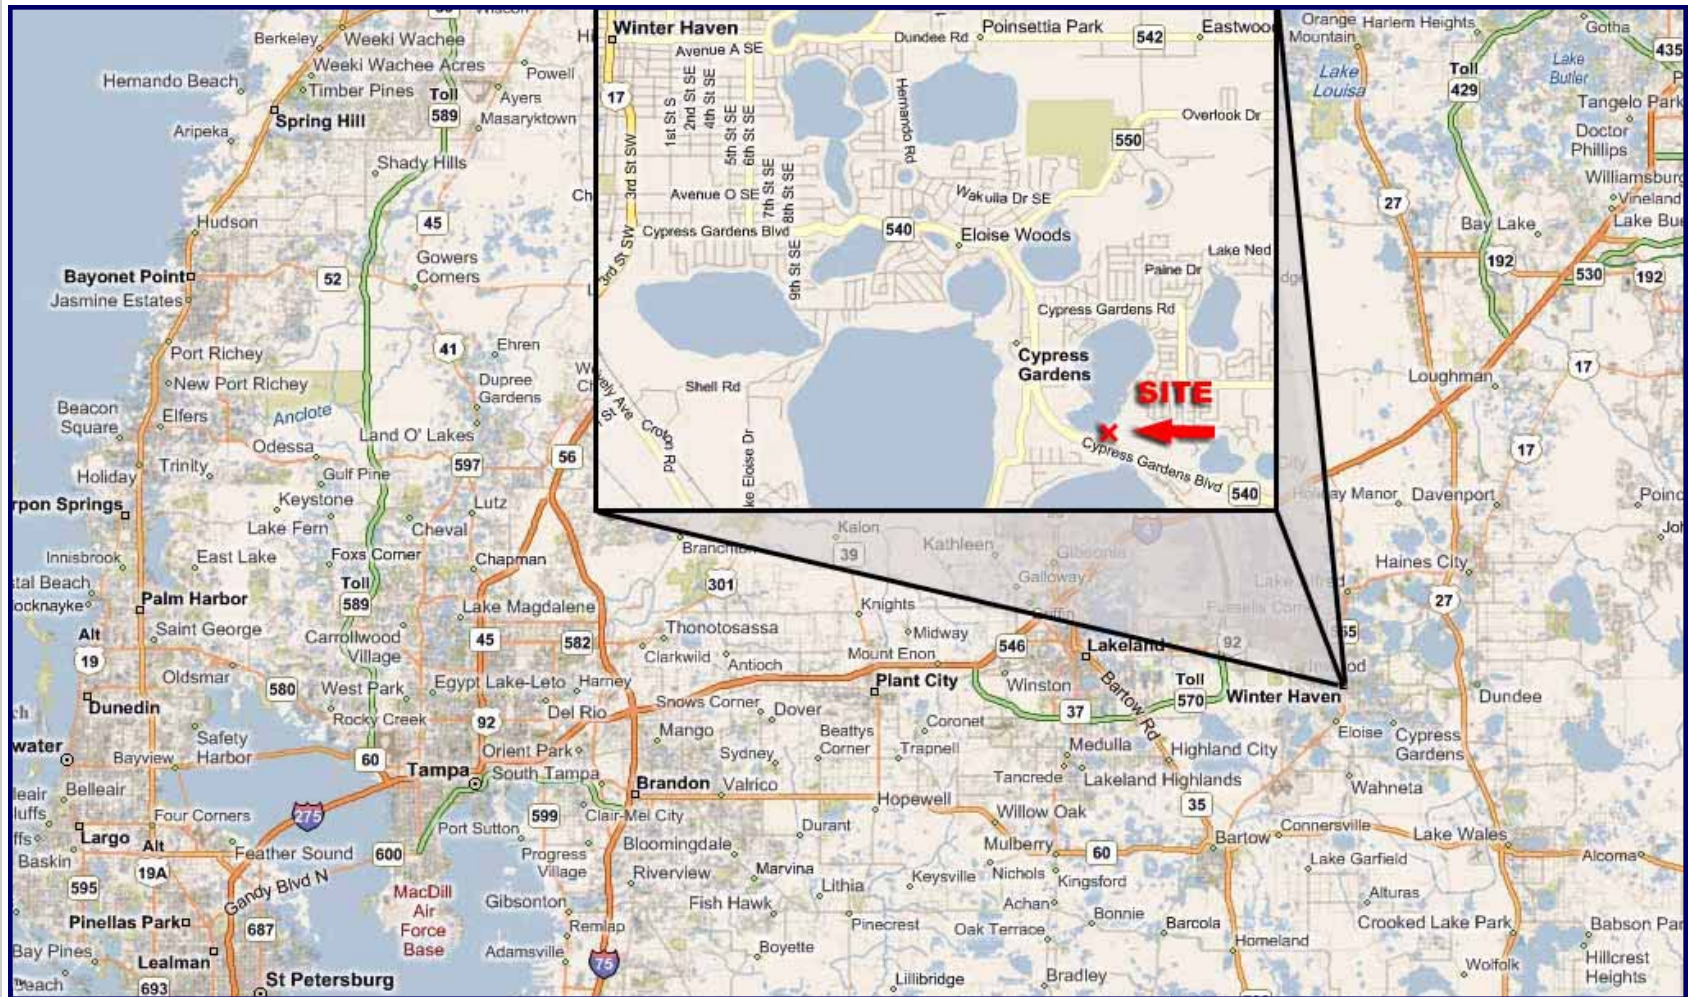 Winter Haven
Poinsettia Park
Dundee Rd
542
Avenue A SE
17
1st St S
2nd St SE
4th St SE
5th St SE
6th St SE
7th St SE
8th St SE
9th St SE
3rd St SW
3rd St SW
Hernando Rd
Overlook Dr
550
Avenue O SE
Wakulla Dr SE
Cypress Gardens Blvd
540
Eloise Woods
Lake Ned
Paine Dr
Cypress Gardens Rd
Cypress
Gardens
Shell Rd
SITE
Croton Rd
Cypress Gardens Blvd
540
Berkeley
Weeki Wachee
Weeki Wachee Acres
Powell
Hernando Beach
Timber Pines
Toll
589
Ayers
Masaryktown
Spring Hill
Aripeka
Shady Hills
Hudson
45
Gowers
Corners
Bayonet Point
52
Jasmine Estates
41
Ehren
Port Richey
New Port Richey
Dupree
Gardens
Beacon
Square
Elfers
Anclote
Odessa
Land O' Lakes
Holiday
Trinity
Gulf Pine
597
56
Keystone
Lutz
Lake Fern
Cheval
Innisbrook
East Lake
Foxs Corner
Chapman
Toll
589
Palm Harbor
Lake Magdalene
Alt
19
Saint George
Carrollwood
Village
45
582
Oldsmar
580
West Park
Egypt Lake-Leto
Harney
Dunedin
Rocky Creek
92
Del Rio
Safety
Harbor
Bayview
60
Orient Park
Tampa
South Tampa
Belleair
275
Four Corners
Port Sutton
599
Clair-Mel City
Largo
Alt
19A
Baskin
Feather Sound
600
Progress
Village
595
Gandy Blvd N
MacDill
Air
Force
Base
Gibsonton
Pinellas Park
687
Remlap
Bay Pines
Lealman
Adamsville
75
693
St Petersburg
Branchton
Kalon
39
Kathleen
Gibsonia
301
Galloway
Griffin
Knights
Thonotosassa
Midway
Clarkwild
Antioch
Mount Enon
546
Lakeland
92
Plant City
Winston
Bartow Rd
Toll
570
Winter Haven
Snows Corner
Dover
37
Mango
Coronet
Beattys
Corner
Sydney
Trapnell
Medulla
Highland City
Tancrede
Lakeland Highlands
Brandon
Valrico
Hopewell
35
Willow Oak
Durant
Bloomingdale
Mulberry
60
Bartow
Connersville
Lake Wales
Alcoma
Riverview
Marvina
Lithia
Keysville
Nichols
Kingsford
Lake Garfield
Fish Hawk
Achan
Alturas
Pinecrest
Oak Terrace
Bonnie
Barcola
Crooked Lake Park
Boyette
Homeland
Lillibridge
Bradley
Wolfolk
Hillcrest
Heights
Orange
Mountain
Harlem Heights
Gotha
435
Lake
Louisa
Toll
429
Lake
Butler
Tangelo Park
Doctor
Phillips
Williamsburg
27
Vineland
Bay Lake
192
530
192
Loughman
17
17
Davenport
Haines City
27
Dundee
Eloise
Cypress
Gardens
Wahneta